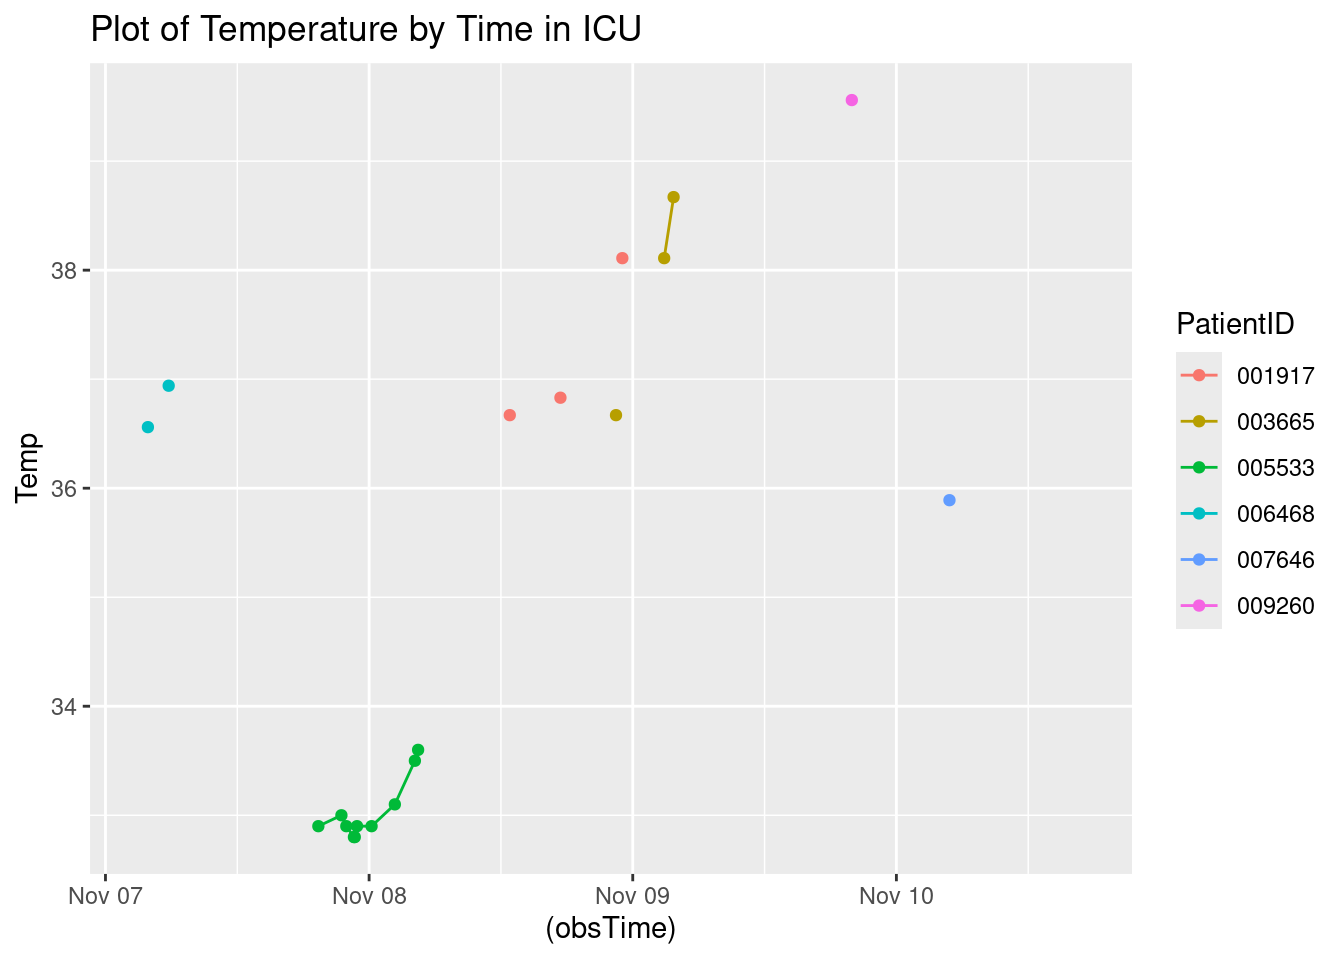 Plot of Temperature by Time in ICU
Temp
38
36
34
Nov 07
Nov 08
Nov 09
Nov 10
(obsTime)
PatientID
001917
003665
005533
006468
007646
009260